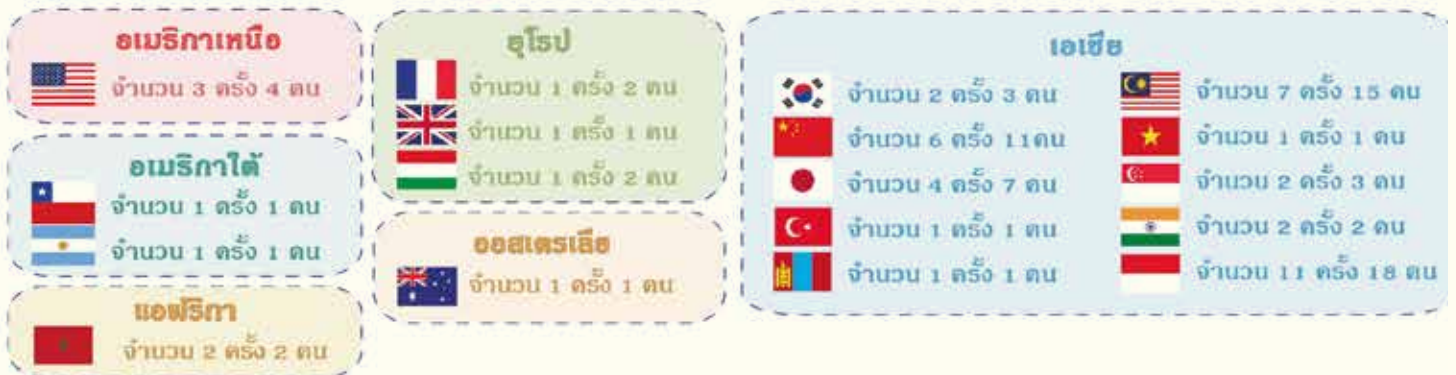 อเมริกาเหนือ
จำนวน 3 ครั้ง 4 คน
อเมริกาใต้
จำนวน 1 ครั้ง 1 คน
จำนวน 1 ครั้ง 1 คน
แอฟริกา
จำนวน 2 ครั้ง 2 คน
ยุโรป
จำนวน 1 ครั้ง 2 คน
จำนวน 1 ครั้ง 1 คน
จำนวน 1 ครั้ง 2 คน
ออสเตรเลีย
จำนวน 1 ครั้ง 1 คน
เอเชีย
จำนวน 2 ครั้ง 3 คน
จำนวน 6 ครั้ง 11คน
จำนวน 4 ครั้ง 7 คน
จำนวน 1 ครั้ง 1 คน
จำนวน 1 ครั้ง 1 คน
จำนวน 7 ครั้ง 15 คน
จำนวน 1 ครั้ง 1 คน
จำนวน 2 ครั้ง 3 คน
จำนวน 2 ครั้ง 2 คน
จำนวน 11 ครั้ง 18 คน